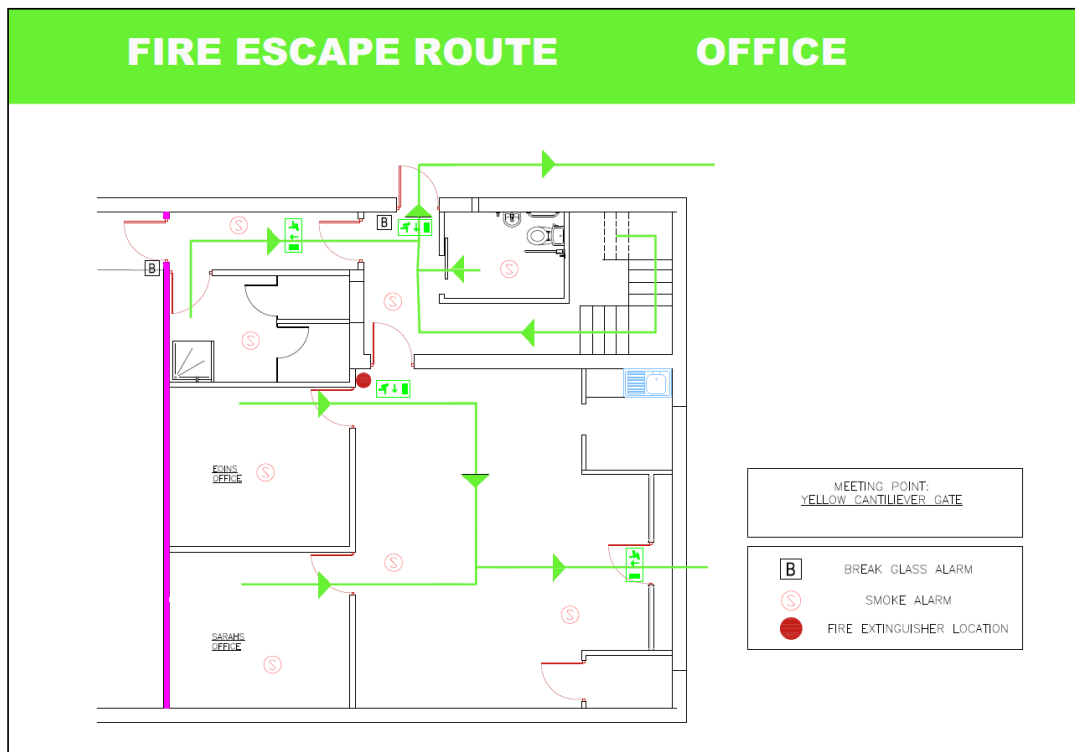 FIRE ESCAPE ROUTE OFFICE
B
S
B
S
S
S
EOINS
OFFICE
S
S
SARAHS
OFFICE
S
S
MEETING POINT:
YELLOW CANTILIEVER GATE
B BREAK GLASS ALARM
S SMOKE ALARM
FIRE EXTINGUISHER LOCATION